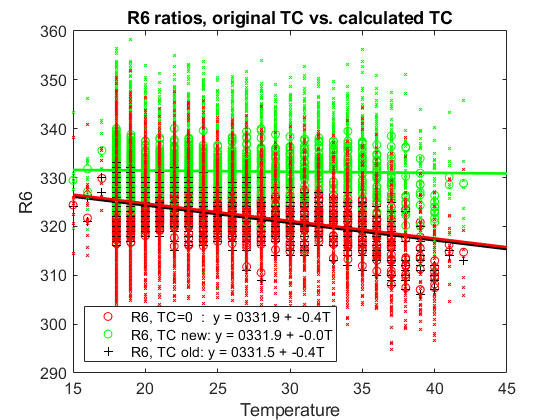 R6 ratios, original TC vs. calculated TC
360
350
340
330
320
310
300
290
R6
R6, TC=0 : y = 0331.9 + -0.4T
R6, TC new: y = 0331.9 + -0.0T
R6, TC old: y = 0331.5 + -0.4T
15 20 25 30 35 40 45
Temperature